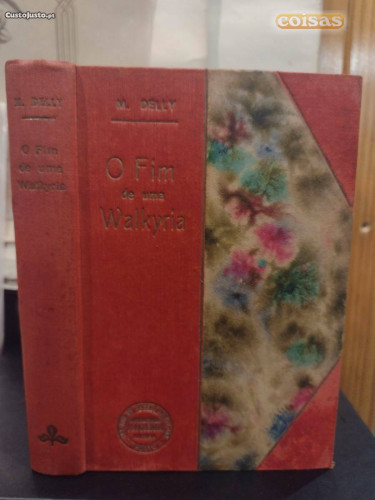 CustoJusto.pt
coisas
M. DELLY
O Fim
de uma
Walkyria
M. DELLY
O Fim
de uma
Walkyria